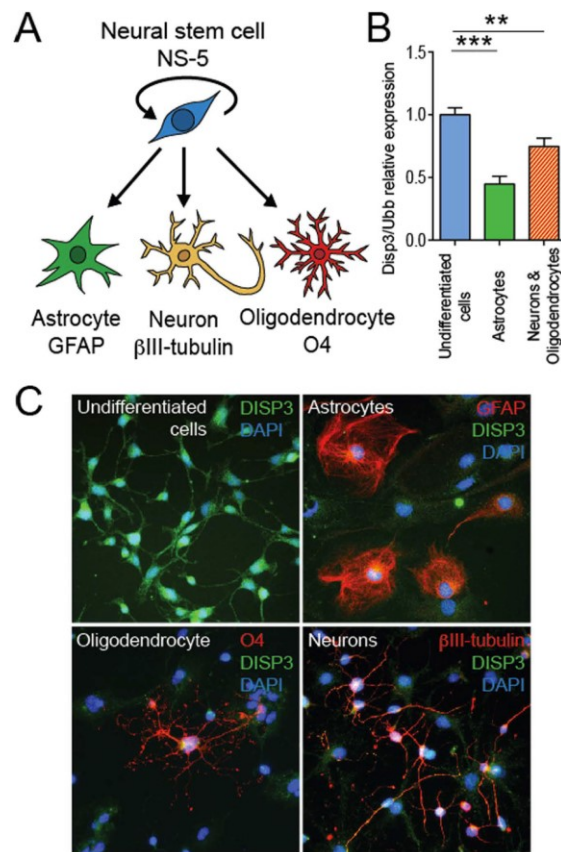 A
Neural stem cell
NS-5
Astrocyte
GFAP
Neuron
βIII-tubulin
Oligodendrocyte
O4
B
**
***
Disp3/Ubb relative expression
1.5
1.0
0.5
0.0
Undifferentiated
cells
Astrocytes
Neurons &
Oligodendrocytes
C
Undifferentiated
cells
DISP3
DAPI
Astrocytes
GFAP
DISP3
DAPI
Oligodendrocyte
O4
DISP3
DAPI
Neurons
βIII-tubulin
DISP3
DAPI